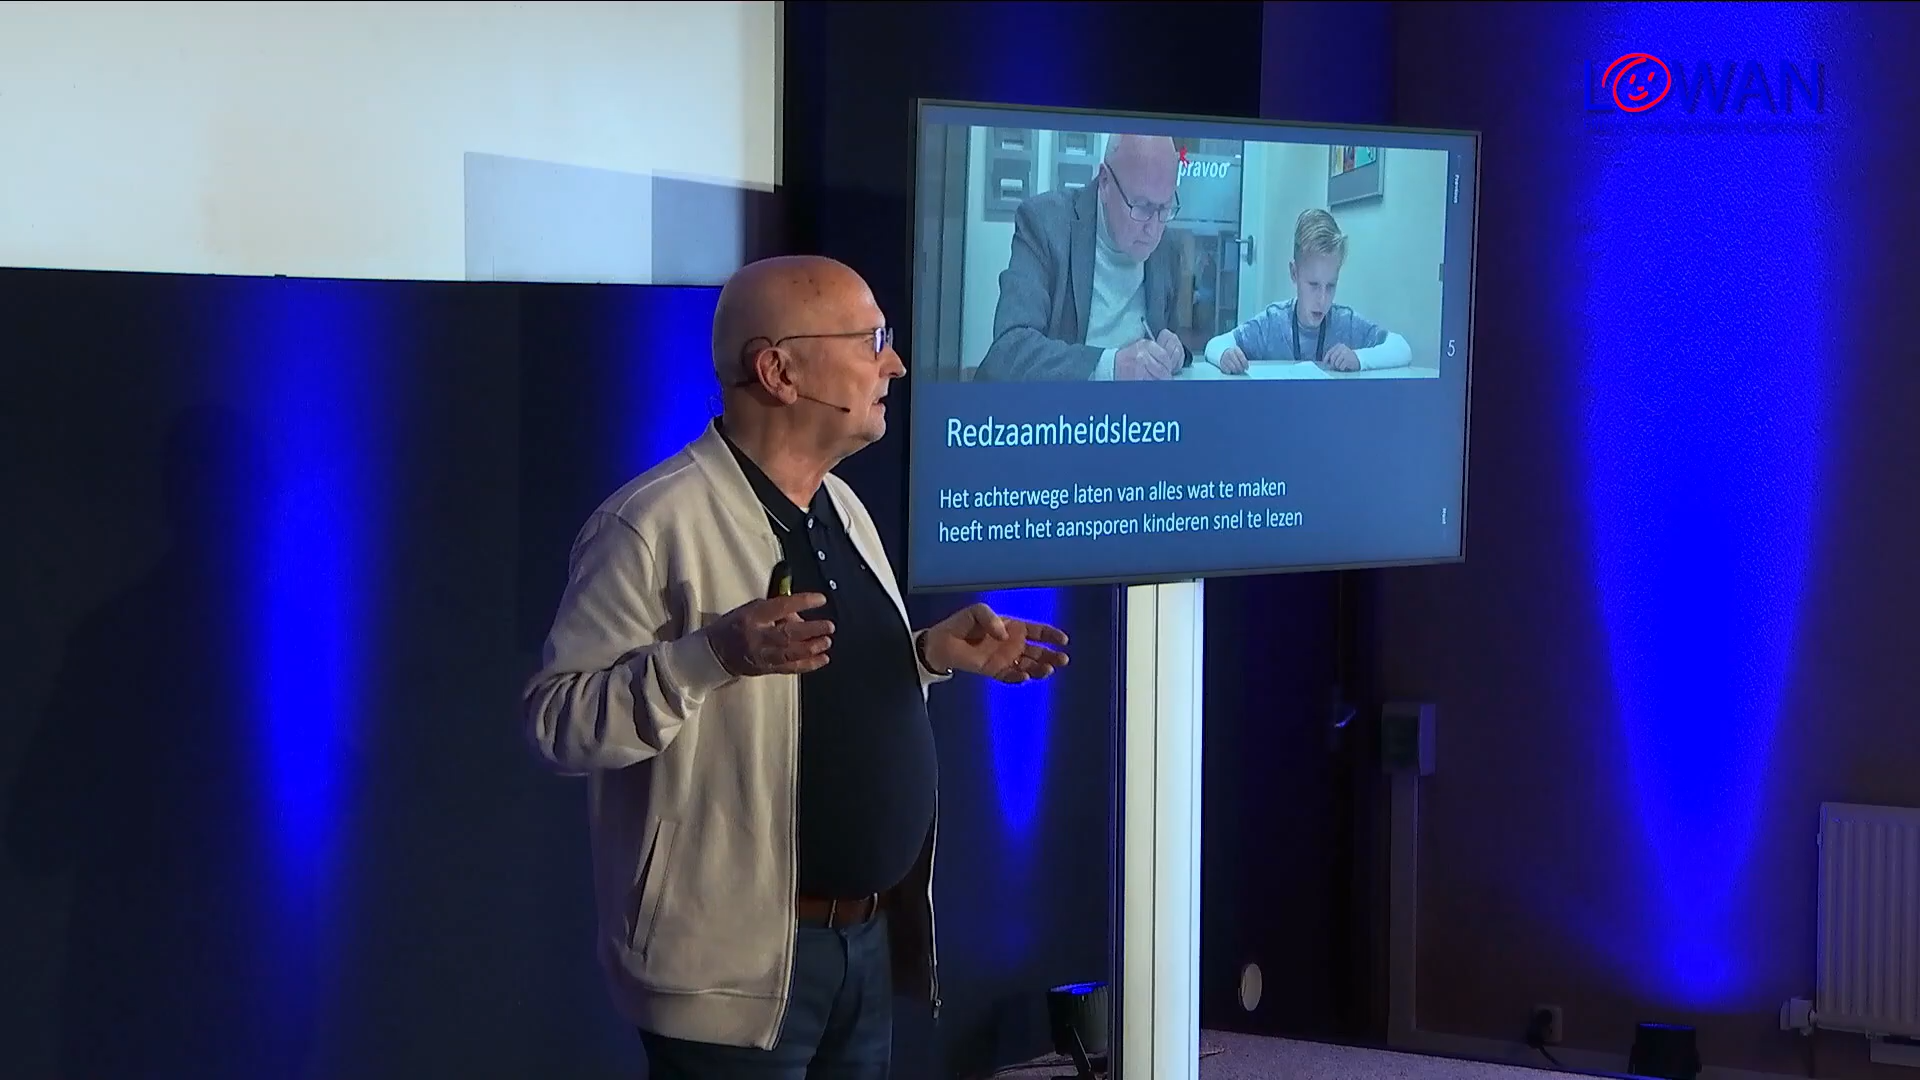 LOWAN
pravoo
5
Redzaamheidslezen
Het achterwege laten van alles wat te maken
heeft met het aansporen kinderen snel te lezen